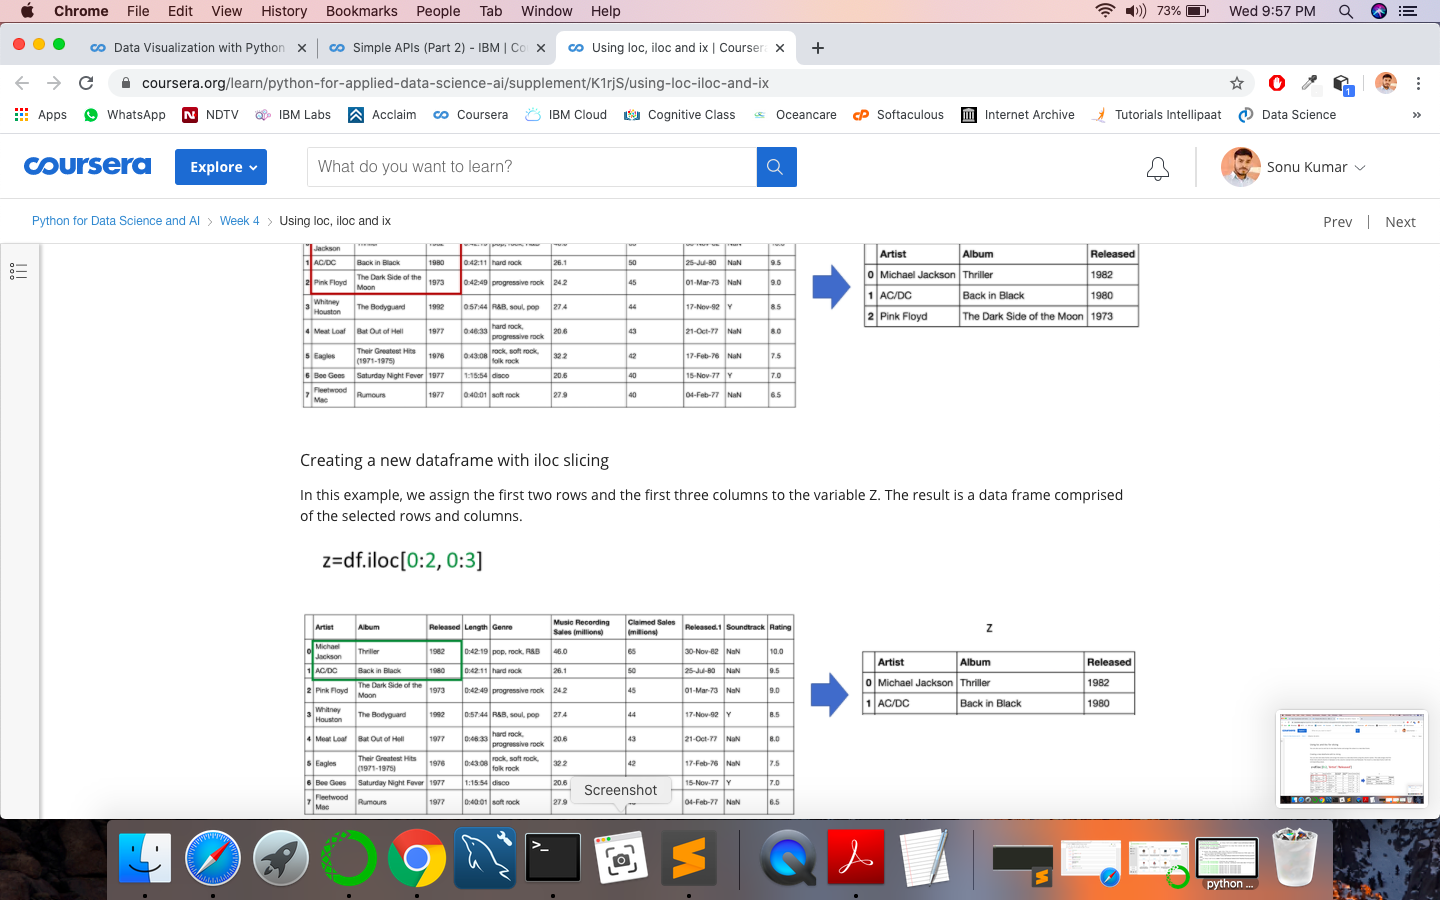 Chrome File Edit View History Bookmarks People Tab Window Help 73% Wed 9:57 PM
Data Visualization with Python Simple APIs (Part 2) - IBM | Co Using loc, iloc and ix | Courser
coursera.org/learn/python-for-applied-data-science-ai/supplement/K1rjS/using-loc-iloc-and-ix
1
Apps WhatsApp NDTV IBM Labs Acclaim Coursera IBM Cloud Cognitive Class Oceancare Softaculous Internet Archive Tutorials Intellipaat Data Science »
coursera Explore What do you want to learn? Sonu Kumar
Python for Data Science and AI > Week 4 > Using loc, iloc and ix Prev | Next
Jackson
1 AC/DC Back in Black 1980 0:42:11 hard rock 26.1 50 25-Jul-80 NaN 9.5
2 Pink Floyd The Dark Side of the Moon 1973 0:42:49 progressive rock 24.2 45 01-Mar-73 NaN 9.0
3 Whitney Houston The Bodyguard 1992 0:57:44 R&B, soul, pop 27.4 44 17-Nov-92 Y 8.5
4 Meat Loaf Bat Out of Hell 1977 0:46:33 hard rock, progressive rock 20.6 43 21-Oct-77 NaN 8.0
5 Eagles Their Greatest Hits (1971-1975) 1976 0:43:08 rock, soft rock, folk rock 32.2 42 17-Feb-76 NaN 7.5
6 Bee Gees Saturday Night Fever 1977 1:15:54 disco 20.6 40 15-Nov-77 Y 7.0
7 Fleetwood Mac Rumours 1977 0:40:01 soft rock 27.9 40 04-Feb-77 NaN 6.5
Artist Album Released
0 Michael Jackson Thriller 1982
1 AC/DC Back in Black 1980
2 Pink Floyd The Dark Side of the Moon 1973
Creating a new dataframe with iloc slicing
In this example, we assign the first two rows and the first three columns to the variable Z. The result is a data frame comprised
of the selected rows and columns.
z=df.iloc[0:2, 0:3]
Artist Album Released Length Genre Music Recording Sales (millions) Claimed Sales (millions) Released.1 Soundtrack Rating
0 Michael Jackson Thriller 1982 0:42:19 pop, rock, R&B 46.0 65 30-Nov-82 NaN 10.0
1 AC/DC Back in Black 1980 0:42:11 hard rock 26.1 50 25-Jul-80 NaN 9.5
2 Pink Floyd The Dark Side of the Moon 1973 0:42:49 progressive rock 24.2 45 01-Mar-73 NaN 9.0
3 Whitney Houston The Bodyguard 1992 0:57:44 R&B, soul, pop 27.4 44 17-Nov-92 Y 8.5
4 Meat Loaf Bat Out of Hell 1977 0:46:33 hard rock, progressive rock 20.6 43 21-Oct-77 NaN 8.0
5 Eagles Their Greatest Hits (1971-1975) 1976 0:43:08 rock, soft rock, folk rock 32.2 42 17-Feb-76 NaN 7.5
6 Bee Gees Saturday Night Fever 1977 1:15:54 disco 20.6 15-Nov-77 Y 7.0
7 Fleetwood Mac Rumours 1977 0:40:01 soft rock 27.9 04-Feb-77 NaN 6.5
z
Artist Album Released
0 Michael Jackson Thriller 1982
1 AC/DC Back in Black 1980
Screenshot
python ...